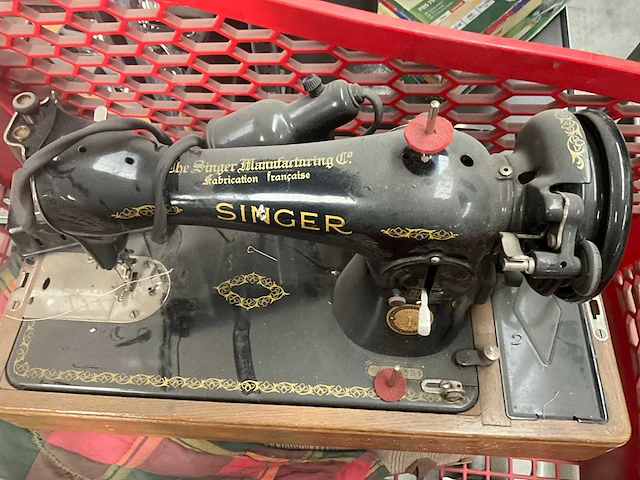 The Singer Manufacturing Cº
Fabrication française
SINGER